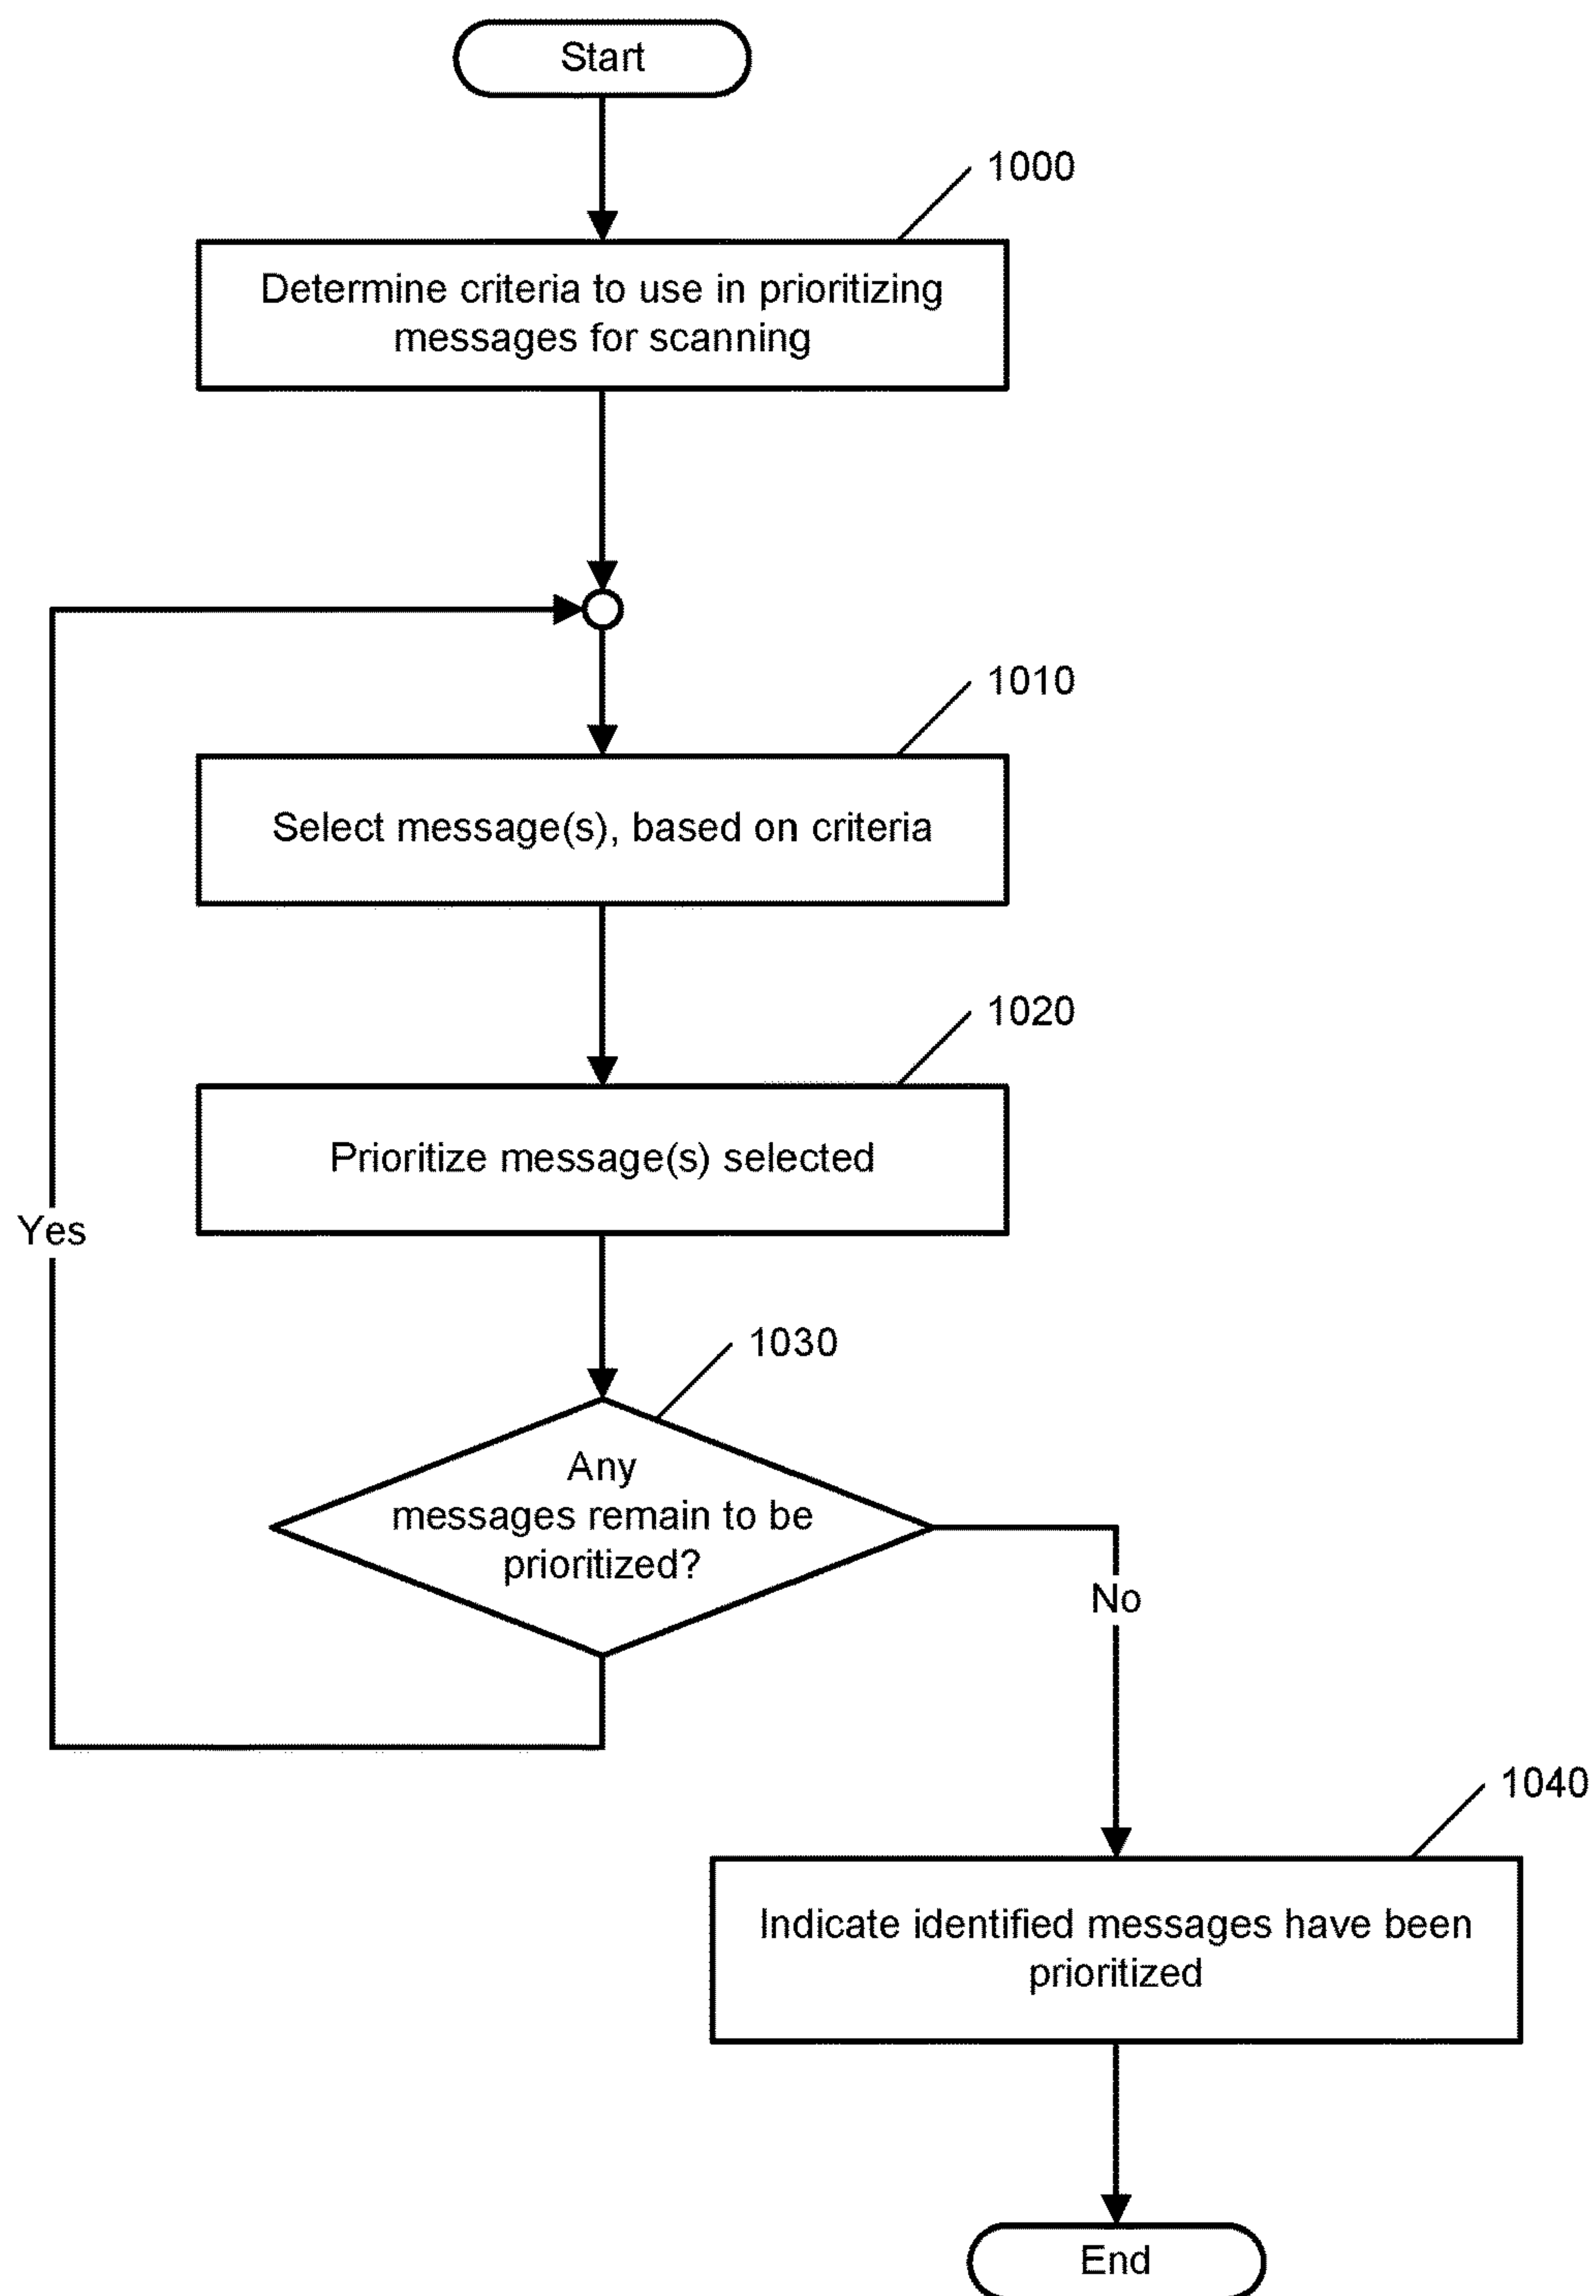 Start
1000
Determine criteria to use in prioritizing
messages for scanning
1010
Select message(s), based on criteria
1020
Prioritize message(s) selected
Yes
1030
Any
messages remain to be
prioritized?
No
1040
Indicate identified messages have been
prioritized
End